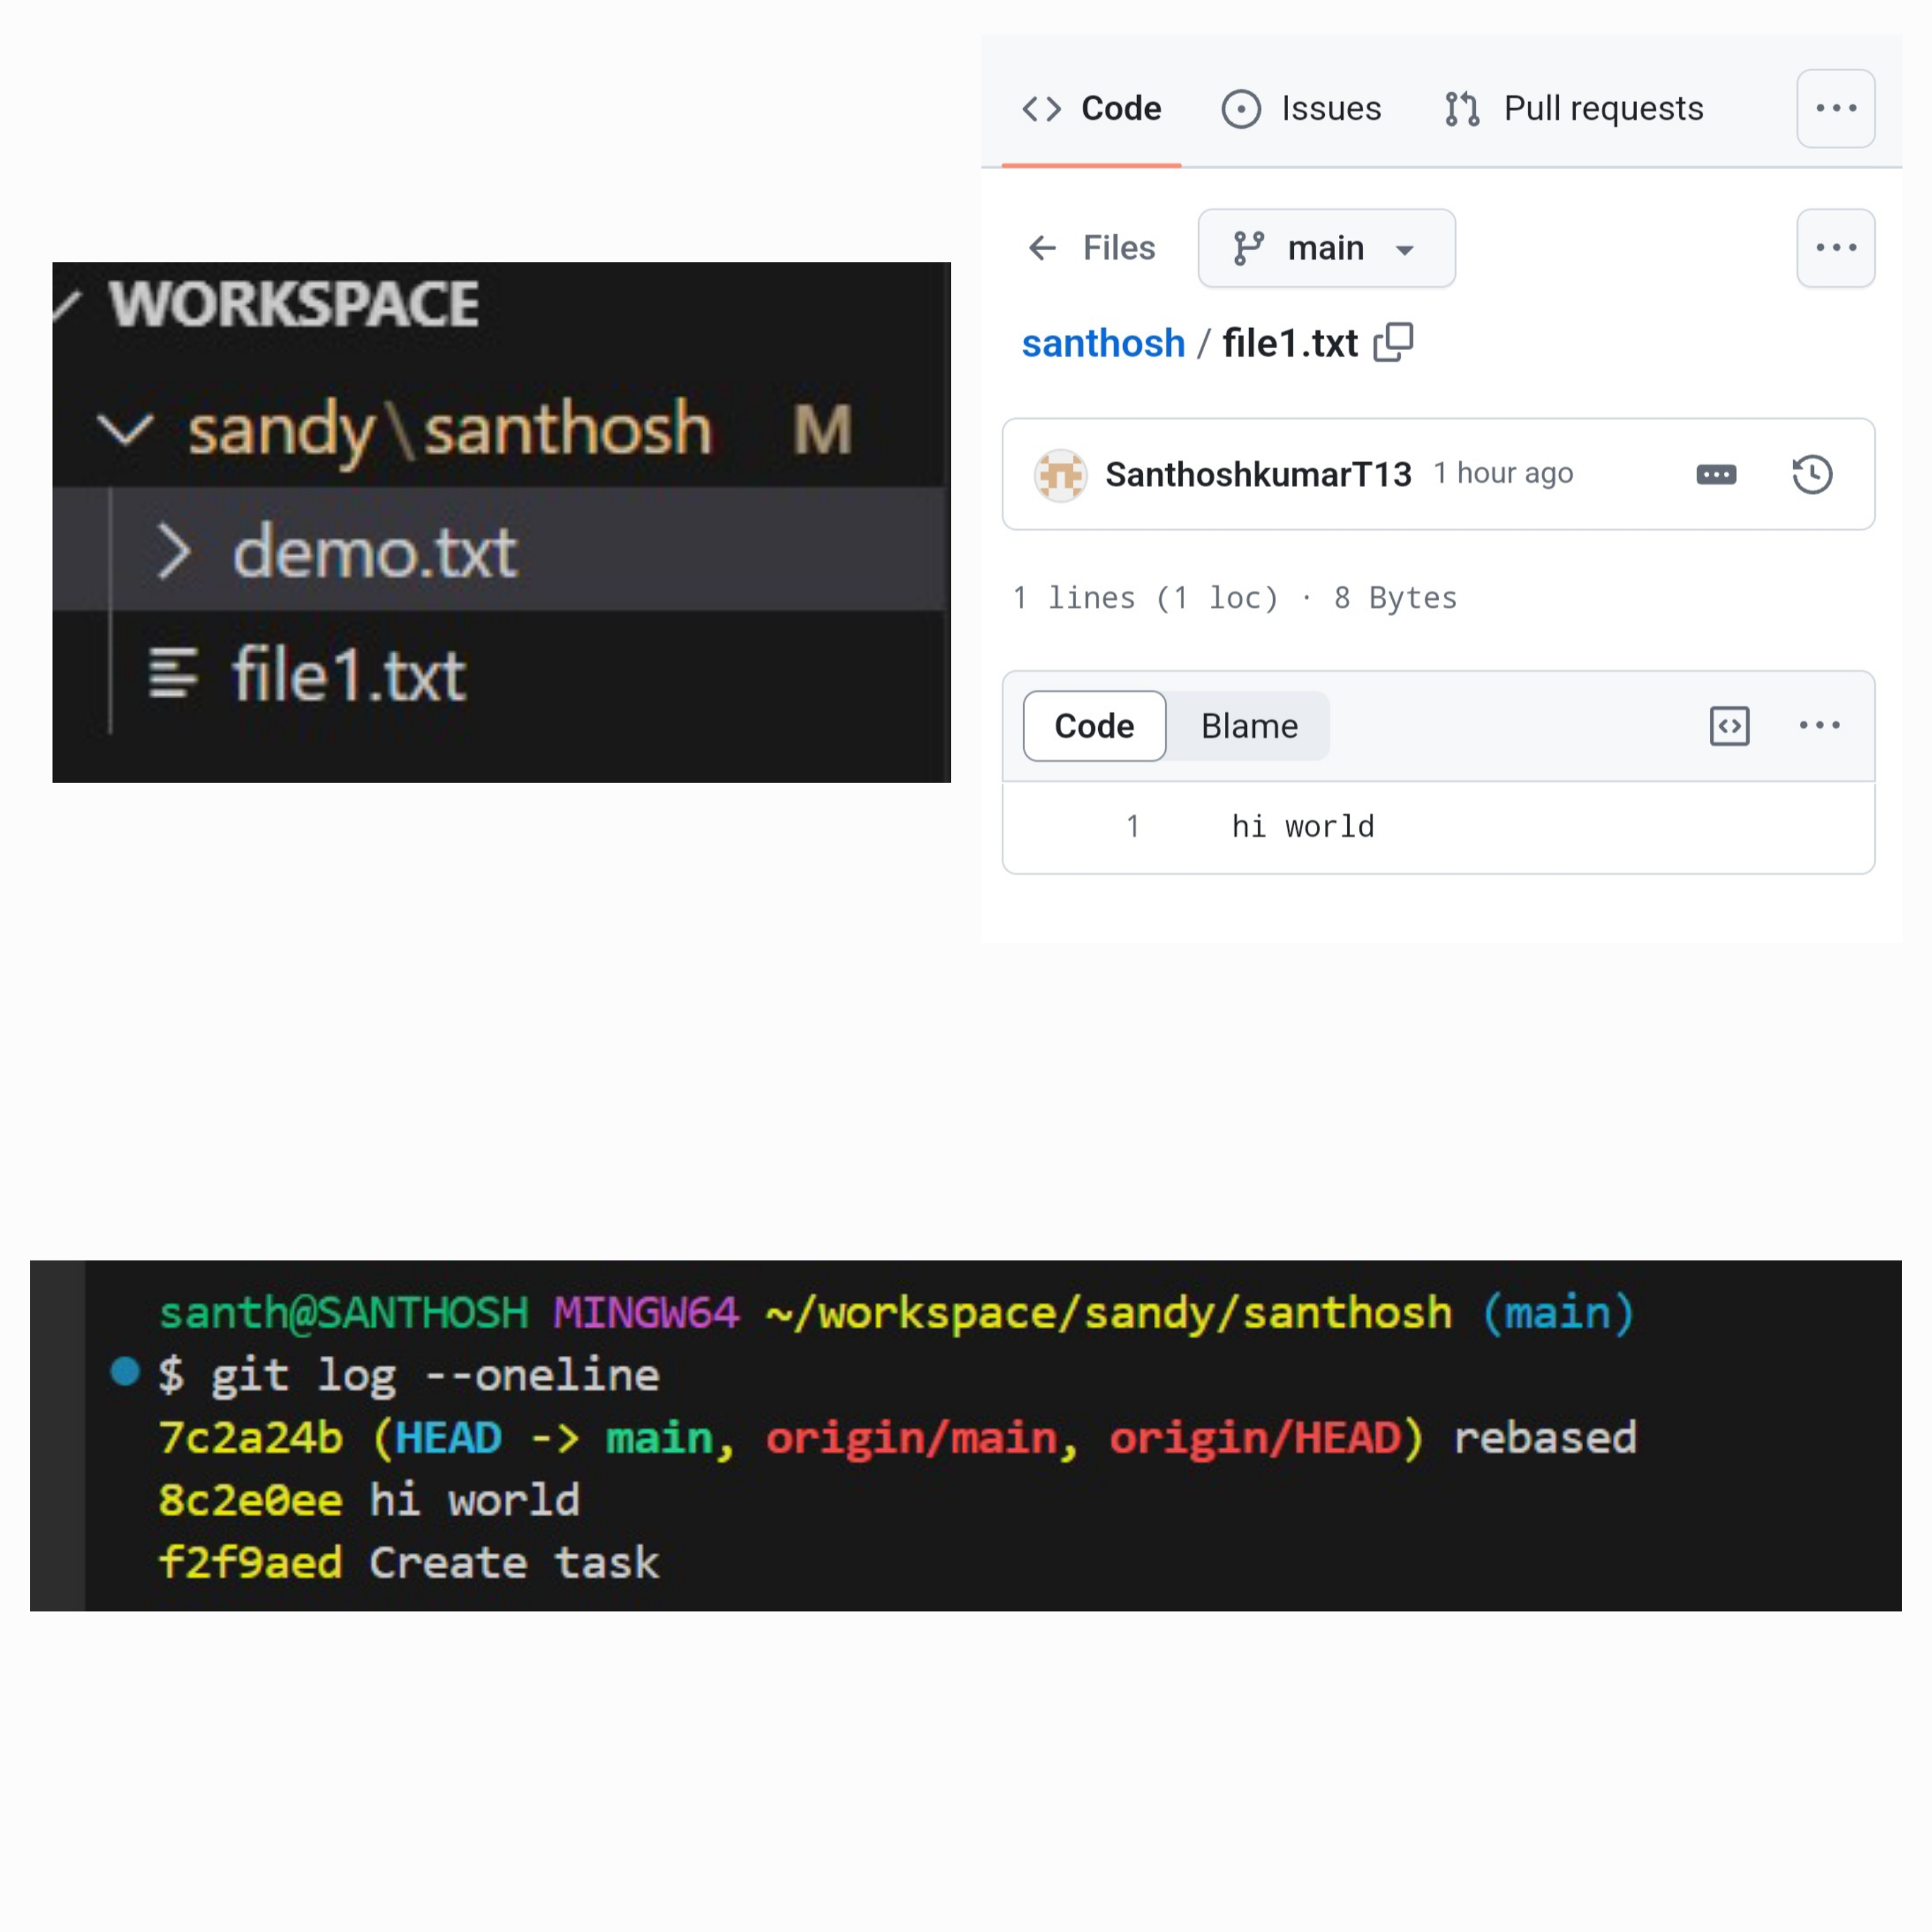 WORKSPACE
sandy\santhosh M
demo.txt
file1.txt
Code Issues Pull requests
Files main
santhosh / file1.txt
SanthoshkumarT13 1 hour ago
1 lines (1 loc) · 8 Bytes
Code Blame
1 hi world
santh@SANTHOSH MINGW64 ~/workspace/sandy/santhosh (main)
$ git log --oneline
7c2a24b (HEAD -> main, origin/main, origin/HEAD) rebased
8c2e0ee hi world
f2f9aed Create task